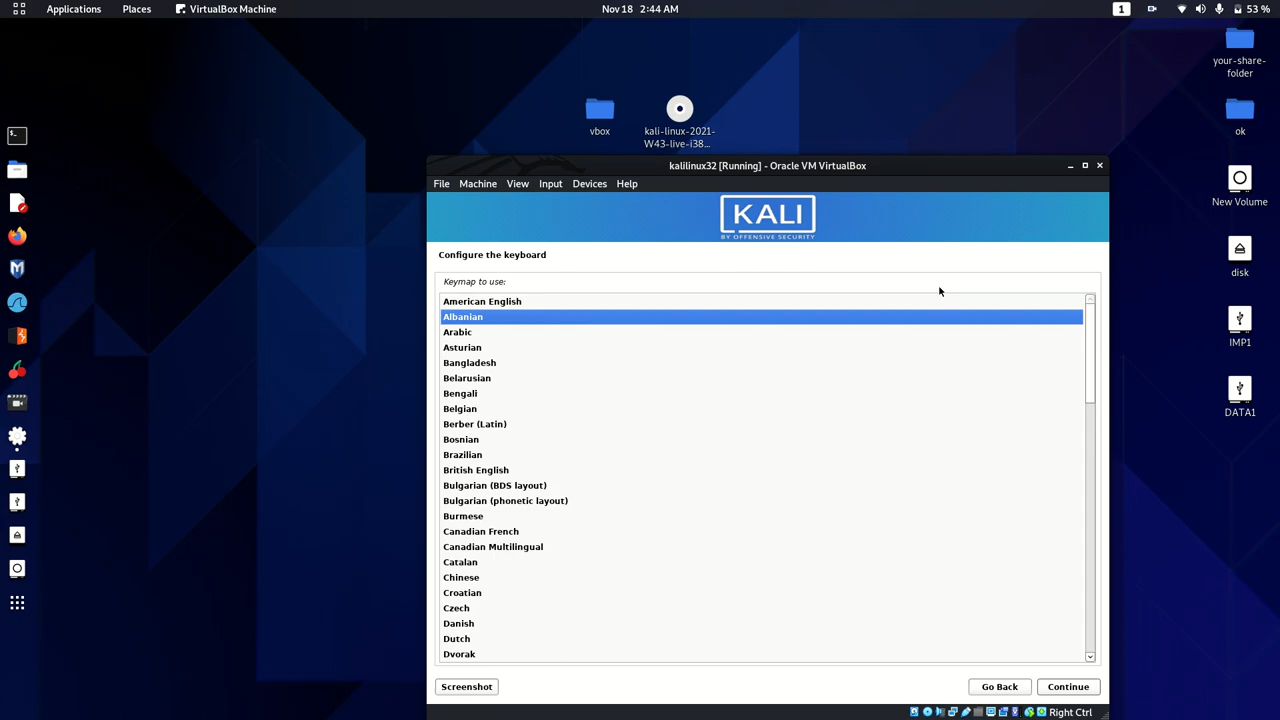 Applications
Places
VirtualBox Machine
Nov 18 2:44 AM
1
53 %
your-share-
folder
vbox
kali-linux-2021-
W43-live-i38...
ok
kalilinux32 [Running] - Oracle VM VirtualBox
File Machine View Input Devices Help
New Volume
KALI
BY OFFENSIVE SECURITY
Configure the keyboard
disk
Keymap to use:
American English
Albanian
Arabic
IMP1
Asturian
Bangladesh
Belarusian
Bengali
Belgian
DATA1
Berber (Latin)
Bosnian
Brazilian
British English
Bulgarian (BDS layout)
Bulgarian (phonetic layout)
Burmese
Canadian French
Canadian Multilingual
Catalan
Chinese
Croatian
Czech
Danish
Dutch
Dvorak
Screenshot
Go Back
Continue
Right Ctrl